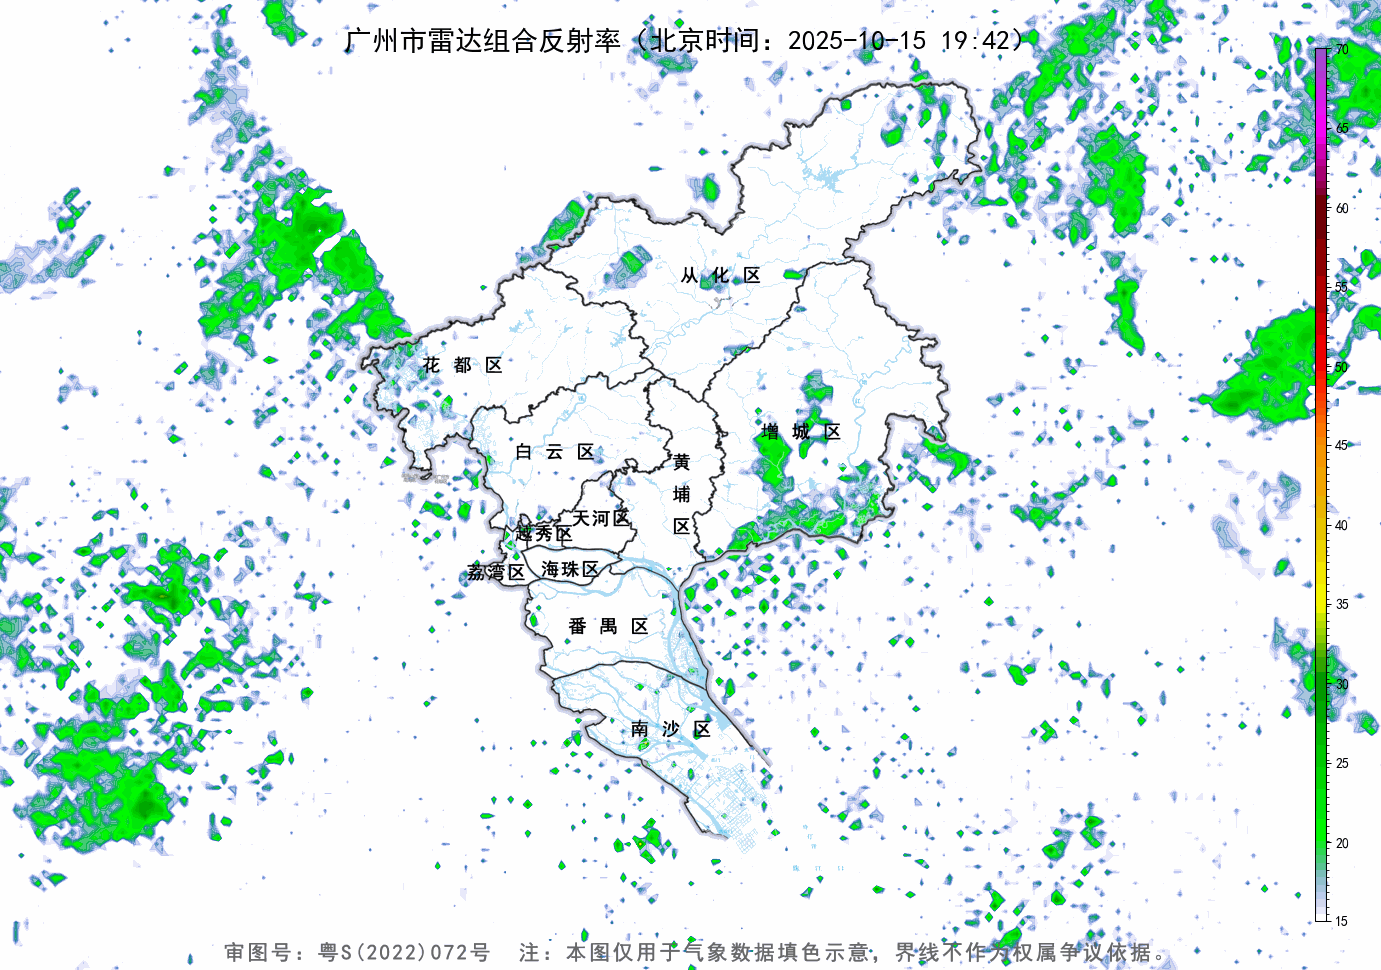 广州市雷达组合反射率（北京时间：2025-10-15 19:42）
70
65
60
55
50
45
40
35
30
25
20
15
从化区
花都区
增城区
白云区
黄埔区
天河区
越秀区
海珠区
荔湾区
番禺区
南沙区
审图号：粤S(2022)072号 注：本图仅用于气象数据填色示意，界线不作为权属争议依据。